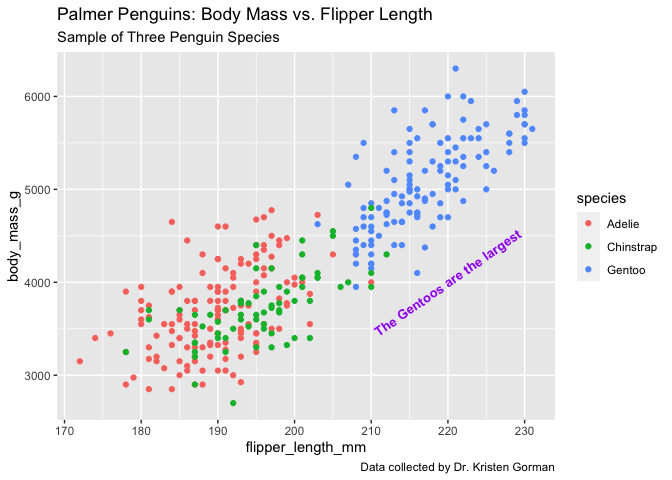 Palmer Penguins: Body Mass vs. Flipper Length
Sample of Three Penguin Species
body_mass_g
6000
5000
4000
3000
The Gentoos are the largest
species
Adelie
Chinstrap
Gentoo
170 180 190 200 210 220 230
flipper_length_mm
Data collected by Dr. Kristen Gorman